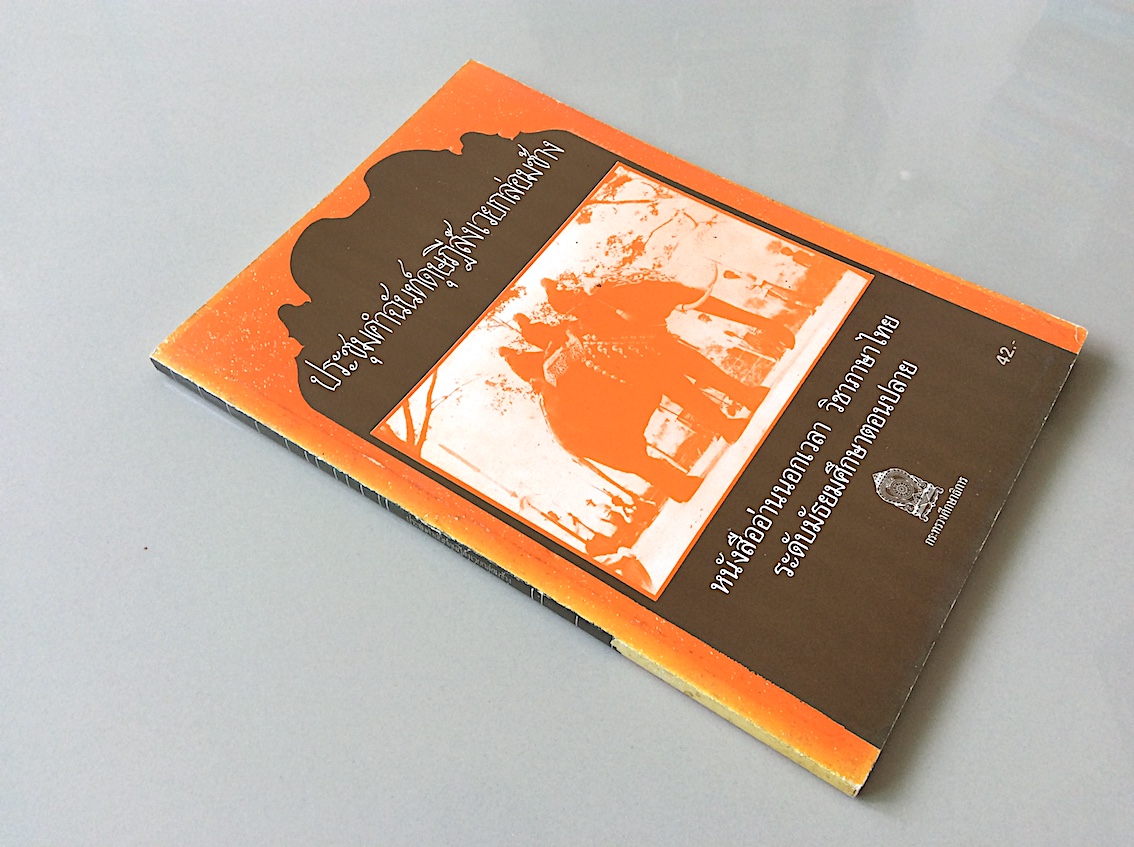 ประชุมคำฉันท์ดุษฎีสังเวยกล่อมช้าง
หนังสืออ่านนอกเวลา วิชาภาษาไทย
ระดับมัธยมศึกษาตอนปลาย
กระทรวงศึกษาธิการ
42.-